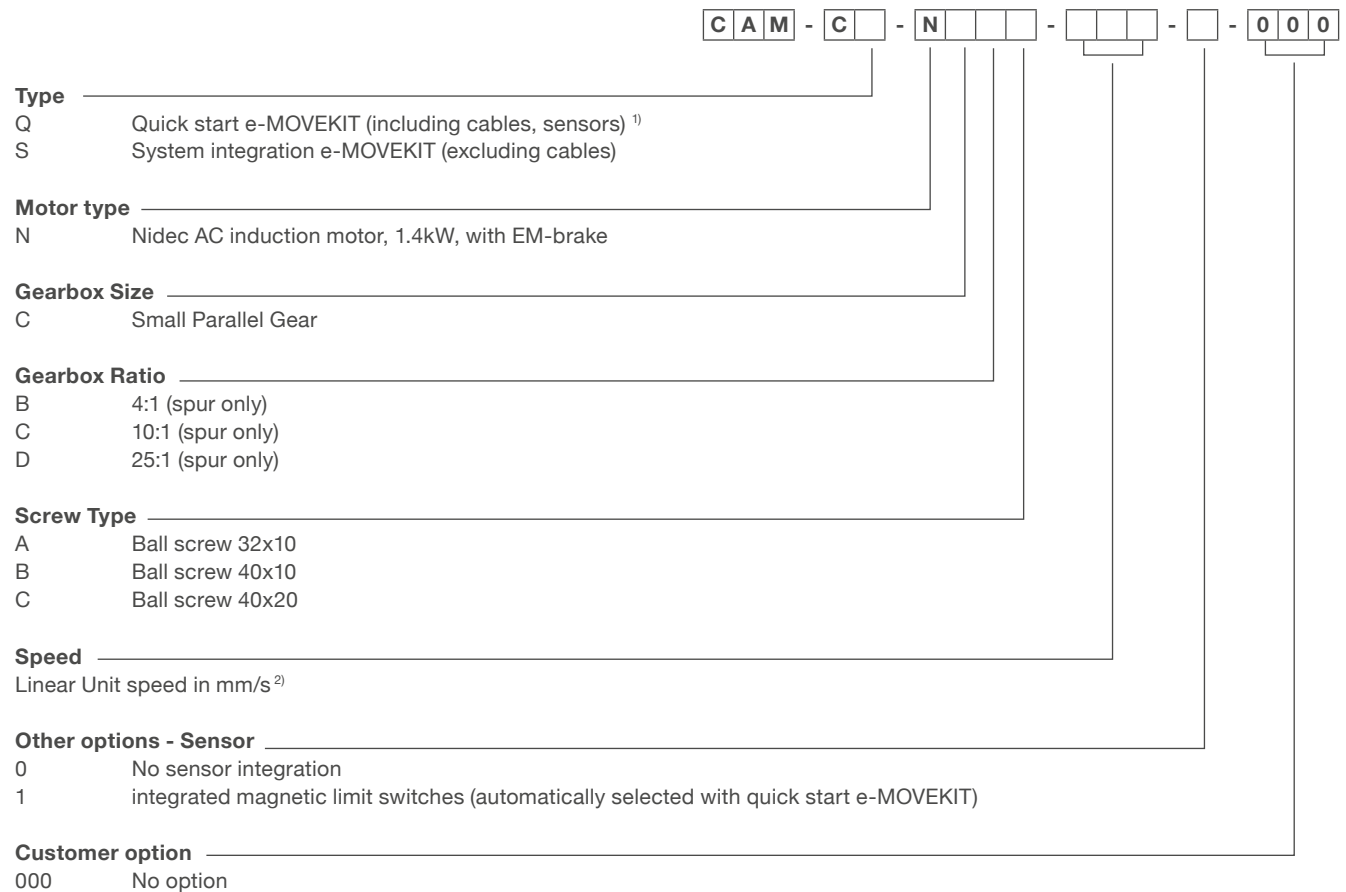 CAM - C - N - - - 000
Type
Q Quick start e-MOVEKIT (including cables, sensors) 1)
S System integration e-MOVEKIT (excluding cables)
Motor type
N Nidec AC induction motor, 1.4kW, with EM-brake
Gearbox Size
C Small Parallel Gear
Gearbox Ratio
B 4:1 (spur only)
C 10:1 (spur only)
D 25:1 (spur only)
Screw Type
A Ball screw 32x10
B Ball screw 40x10
C Ball screw 40x20
Speed
Linear Unit speed in mm/s 2)
Other options - Sensor
0 No sensor integration
1 integrated magnetic limit switches (automatically selected with quick start e-MOVEKIT)
Customer option
000 No option